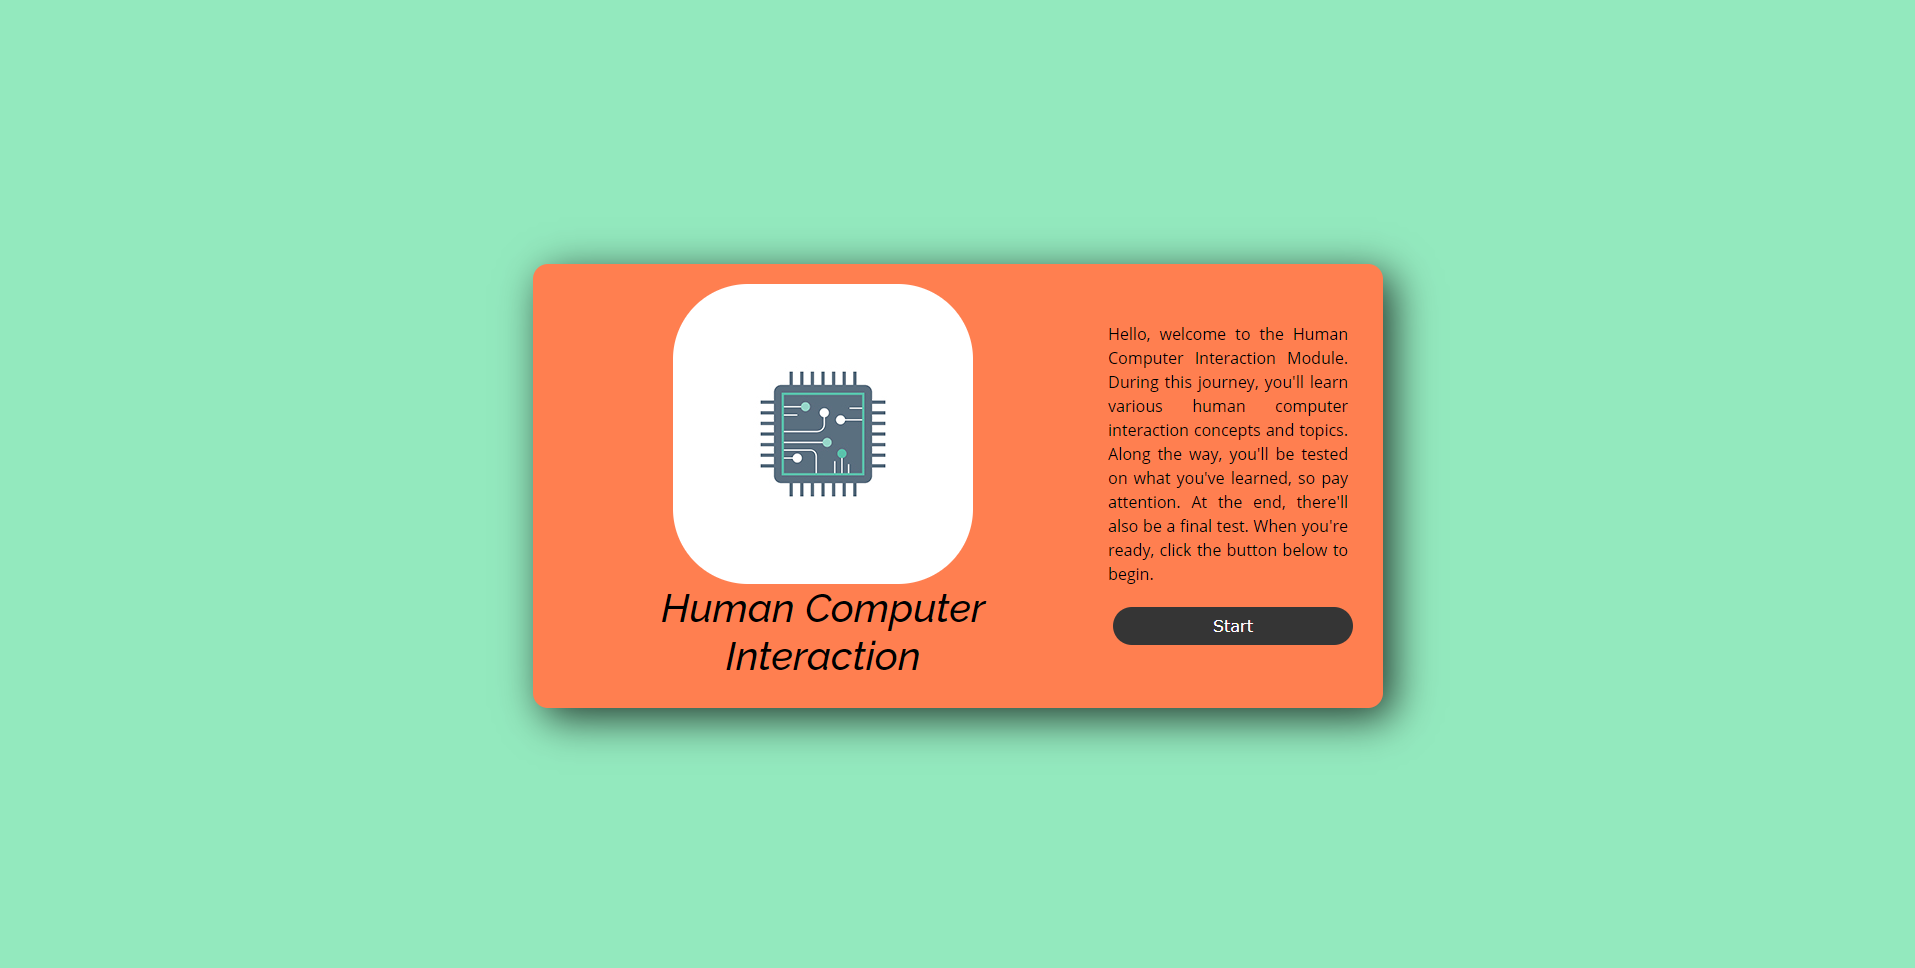 Human Computer
Interaction
Hello, welcome to the Human
Computer Interaction Module.
During this journey, you'll learn
various human computer
interaction concepts and topics.
Along the way, you'll be tested
on what you've learned, so pay
attention. At the end, there'll
also be a final test. When you're
ready, click the button below to
begin.
Start